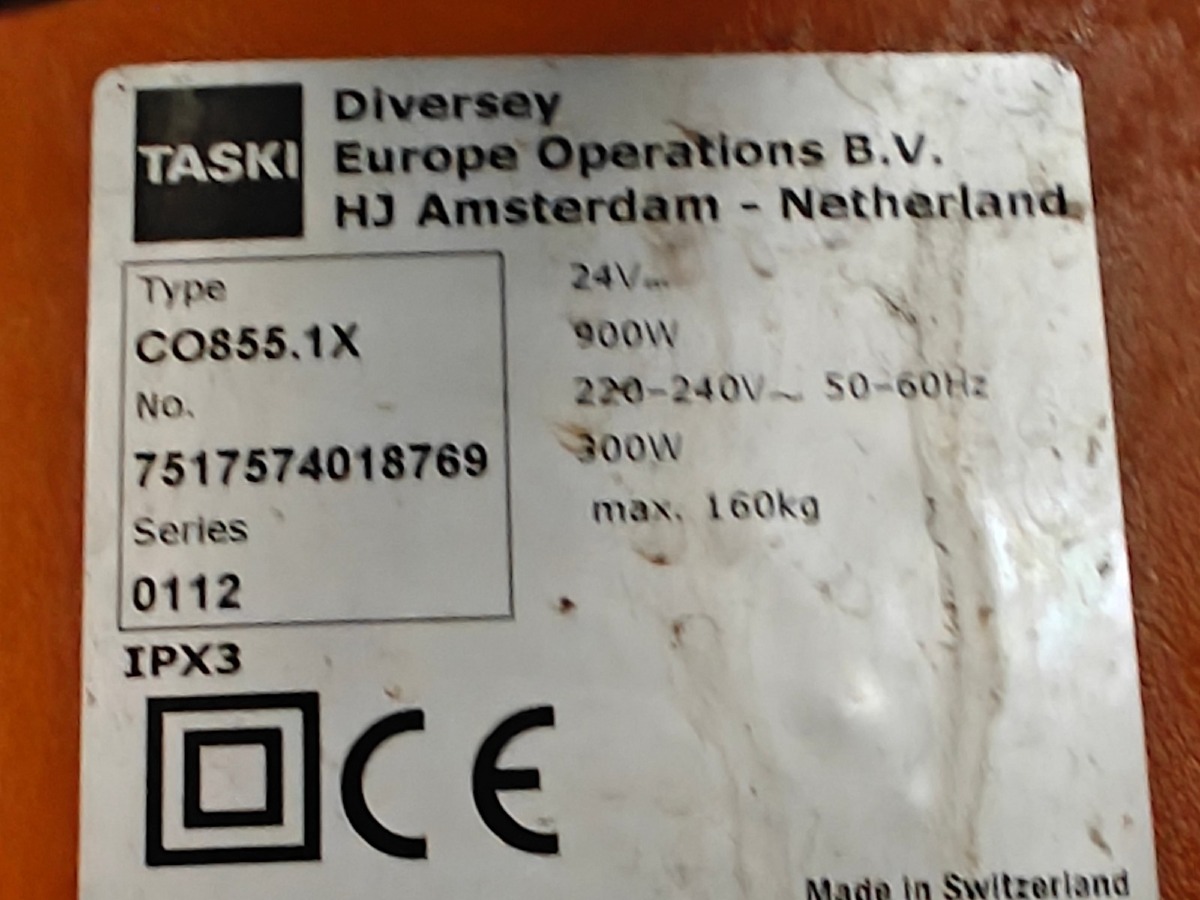 TASKI
Diversey
Europe Operations B.V.
HJ Amsterdam - Netherland
Type
CO855.1X
No.
7517574018769
Series
0112
IPX3
24V⎓
900W
220-240V~ 50-60Hz
300W
max. 160kg
CE
Made in Switzerland